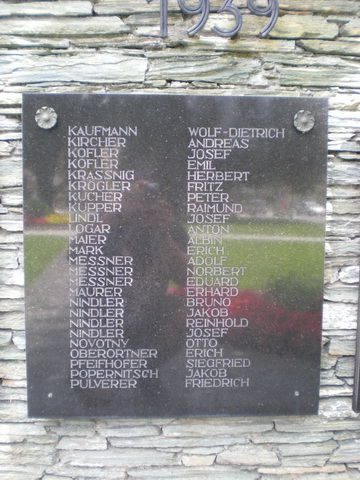 1939
KAUFMANN WOLF-DIETRICH
KIRCHER ANDREAS
KOFLER JOSEF
KOFLER EMIL
KRASSNIG HERBERT
KRÖGLER FRITZ
KUCHER PETER
KUPPER RAIMUND
LINDL JOSEF
LOGAR ANTON
MAIER ALBIN
MARK ERICH
MESSNER ADOLF
MESSNER NORBERT
MESSNER EDUARD
MAURER ERHARD
NINDLER BRUNO
NINDLER JAKOB
NINDLER REINHOLD
NINDLER JOSEF
NOVOTNY OTTO
OBERORTNER ERICH
PFEIFHOFER SIEGFRIED
POPERNITSCH JAKOB
PULVERER FRIEDRICH